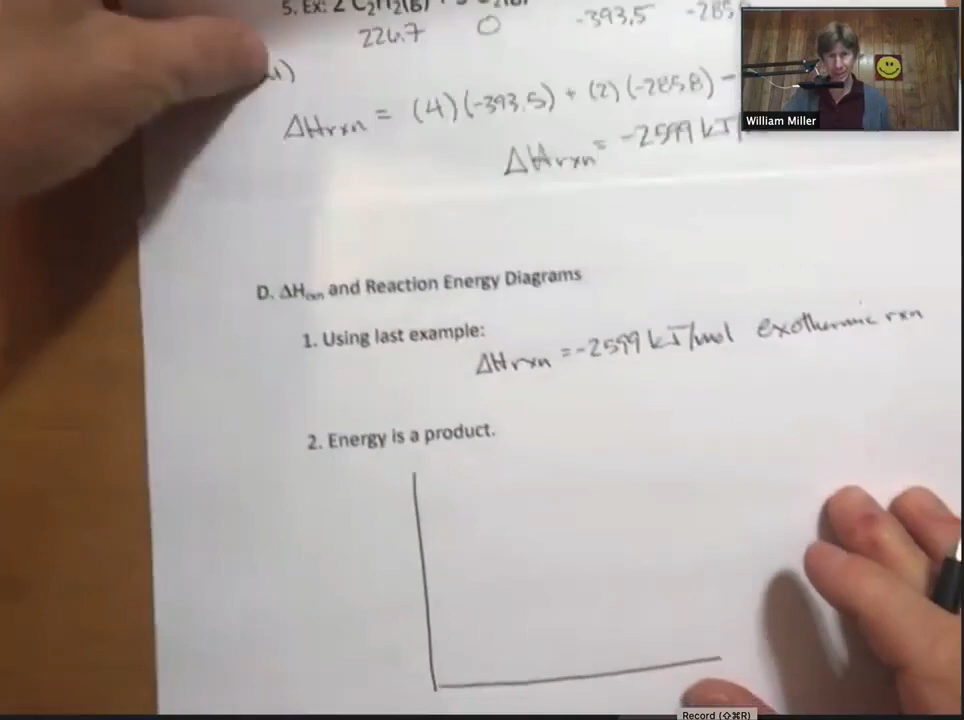 5. Ex: 2 C₂H₂(g)
226.7 0 -393.5 -285
ΔHrxn = (4)(-393.5) + (2)(-285.8) -
ΔHrxn = -2599 kJ/
William Miller
D. ΔHrxn and Reaction Energy Diagrams
1. Using last example:
ΔHrxn = -2599 kJ/mol exothermic rxn
2. Energy is a product.
Record (⇧⌘R)